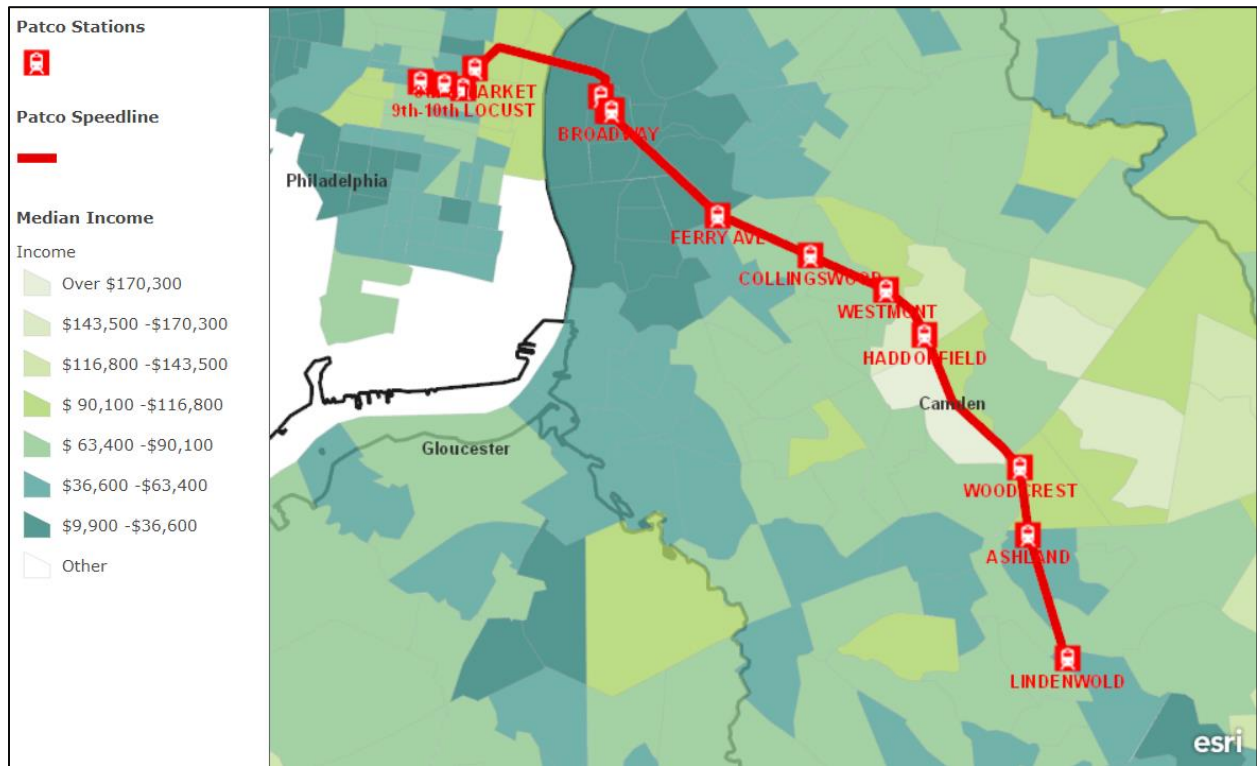 Patco Stations
Patco Speedline
Median Income
Income
Over $170,300
$143,500 -$170,300
$116,800 -$143,500
$ 90,100 -$116,800
$ 63,400 -$90,100
$36,600 -$63,400
$9,900 -$36,600
Other
MARKET
9th-10th LOCUST
BROADWAY
Philadelphia
FERRY AVE
COLLINGSWOOD
WESTMONT
HADDONFIELD
Camden
Gloucester
WOODCREST
ASHLAND
LINDENWOLD
esri